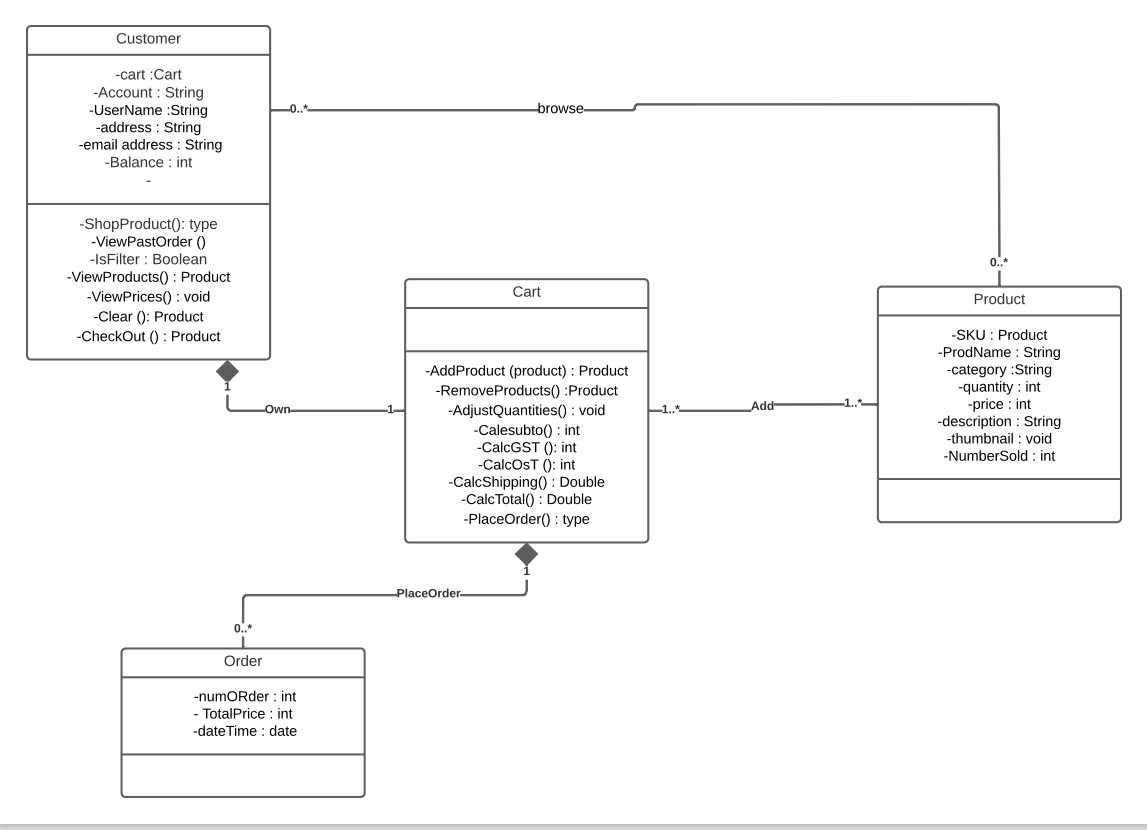 Customer
-cart :Cart
-Account : String
-UserName :String
-address : String
-email address : String
-Balance : int
-
-ShopProduct(): type
-ViewPastOrder ()
-IsFilter : Boolean
-ViewProducts() : Product
-ViewPrices() : void
-Clear (): Product
-CheckOut () : Product
0..*
browse
0..*
1
Own
1
Cart
-AddProduct (product) : Product
-RemoveProducts() :Product
-AdjustQuantities() : void
-Calesubto() : int
-CalcGST (): int
-CalcOsT (): int
-CalcShipping() : Double
-CalcTotal() : Double
-PlaceOrder() : type
1..*
Add
1..*
Product
-SKU : Product
-ProdName : String
-category :String
-quantity : int
-price : int
-description : String
-thumbnail : void
-NumberSold : int
1
PlaceOrder
0..*
Order
-numORder : int
- TotalPrice : int
-dateTime : date